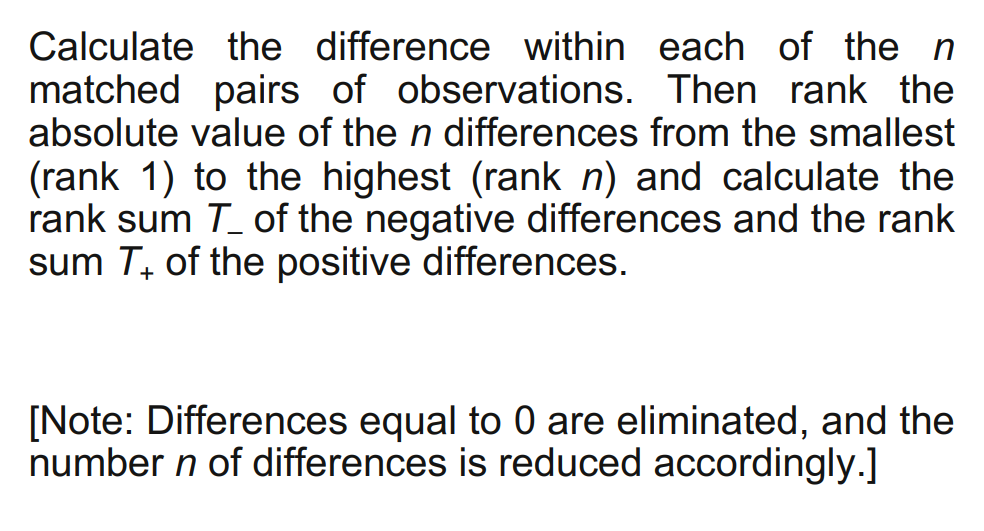 Calculate the difference within each of the n
matched pairs of observations. Then rank the
absolute value of the n differences from the smallest
(rank 1) to the highest (rank n) and calculate the
rank sum T_ of the negative differences and the rank
sum T+ of the positive differences.
[Note: Differences equal to 0 are eliminated, and the
number n of differences is reduced accordingly.]